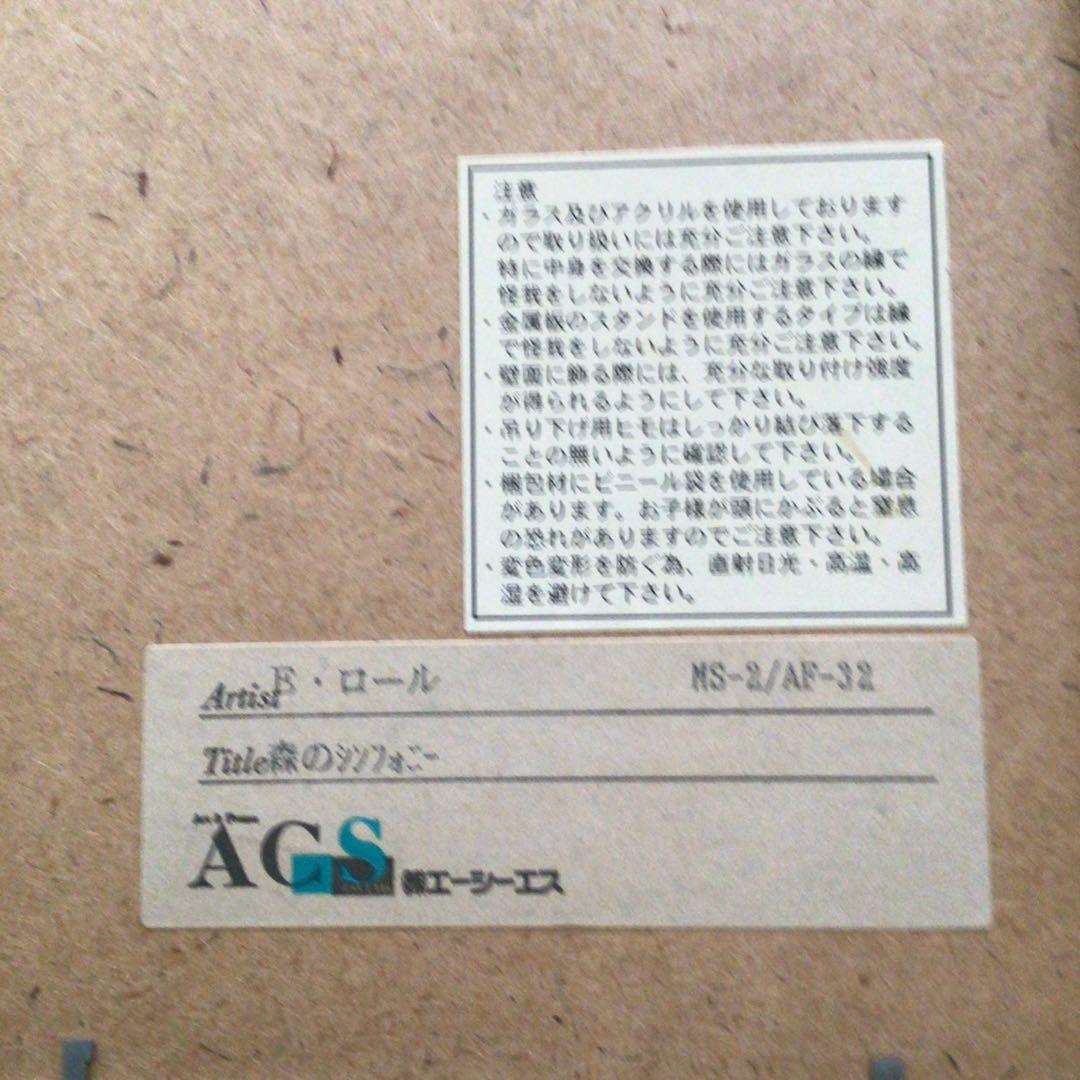 注意
・ガラス及びアクリルを使用しております
ので取り扱いには充分ご注意下さい。
特に中身を交換する際にはガラスの縁で
怪我をしないように充分ご注意下さい。
・金属板のスタンドを使用するタイプは縁
で怪我をしないように充分ご注意下さい。
・壁面に飾る際には、充分な取り付け強度
が得られるようにして下さい。
・吊り下げ用ヒモはしっかり結び落下する
ことの無いように確認して下さい。
・梱包材にビニール袋を使用している場合
があります。お子様が頭にかぶると窒息
の恐れがありますのでご注意下さい。
・変色変形を防ぐ為、直射日光・高温・高
湿を避けて下さい。
Artist E・ロール MS-2/AF-32
Title 森のｼﾝﾌｫﾆｰ
ACS ㈱エーシーエス